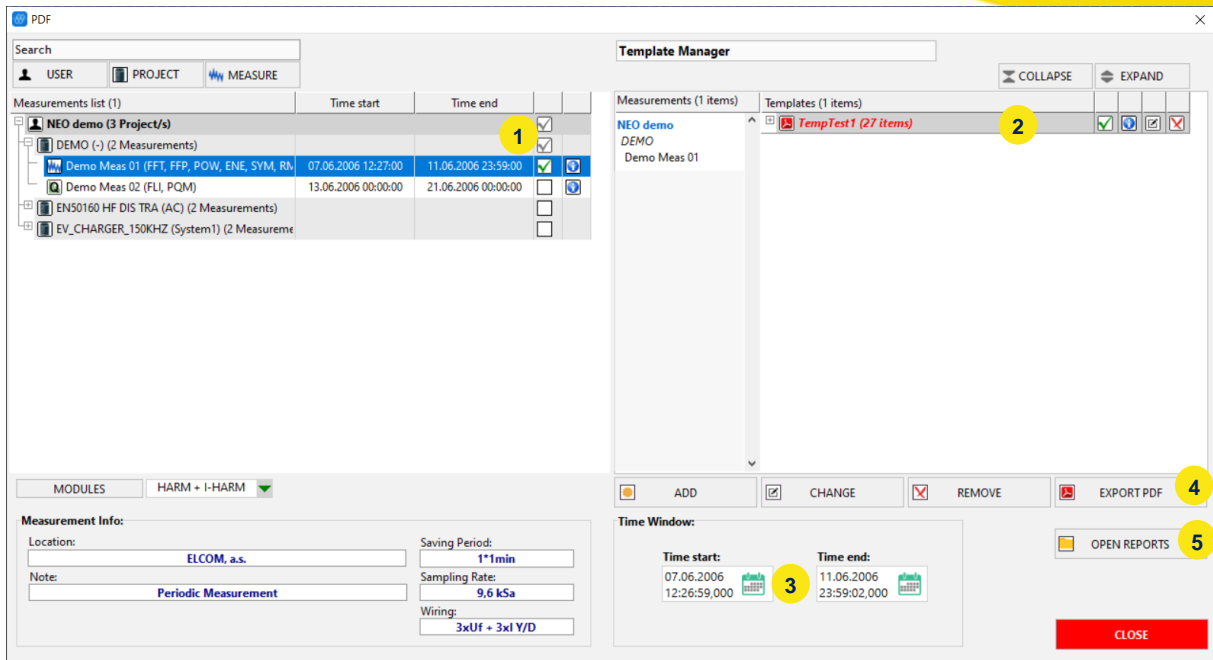 PDF
Search
USER PROJECT MEASURE
Measurements list (1) Time start Time end
NEO demo (3 Project/s)
1
DEMO (-) (2 Measurements)
Demo Meas 01 (FFT, FFP, POW, ENE, SYM, RM 07.06.2006 12:27:00 11.06.2006 23:59:00
Demo Meas 02 (FLI, PQM) 13.06.2006 00:00:00 21.06.2006 00:00:00
EN50160 HF DIS TRA (AC) (2 Measurements)
EV_CHARGER_150KHZ (System1) (2 Measureme
Template Manager
COLLAPSE EXPAND
Measurements (1 items) Templates (1 items)
NEO demo
DEMO
Demo Meas 01
TempTest1 (27 items) 2
MODULES HARM + I-HARM
ADD CHANGE REMOVE EXPORT PDF 4
Measurement Info:
Location:
ELCOM, a.s.
Note:
Periodic Measurement
Saving Period:
1*1min
Sampling Rate:
9,6 kSa
Wiring:
3xUf + 3xI Y/D
Time Window:
Time start: Time end:
07.06.2006 11.06.2006
12:26:59,000 3 23:59:02,000
OPEN REPORTS 5
CLOSE